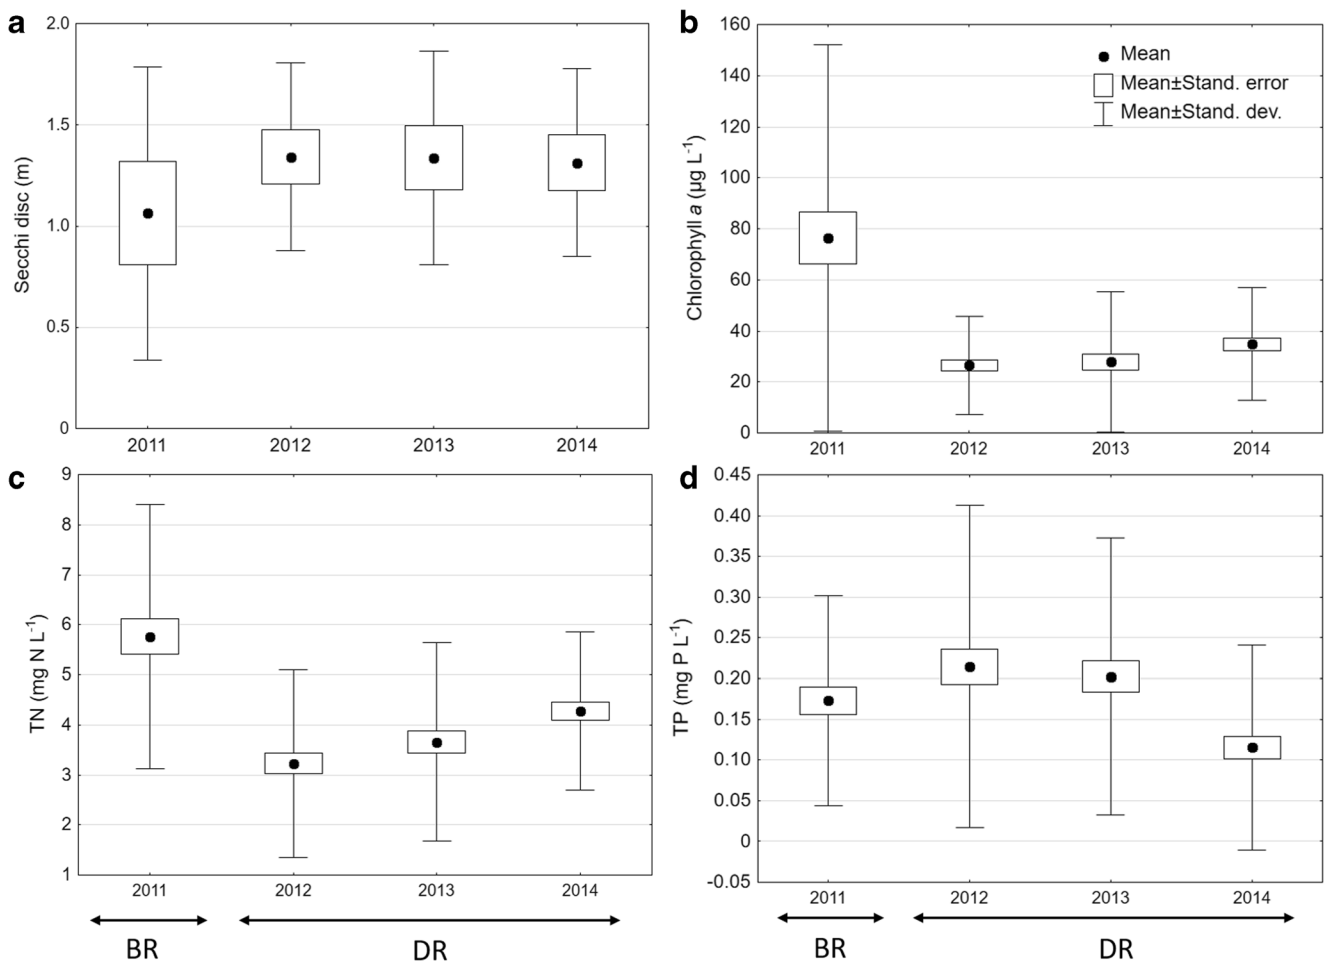 a
2.0
1.5
1.0
0.5
0
Secchi disc (m)
2011 2012 2013 2014
b
160
140
120
100
80
60
40
20
0
Chlorophyll a (µg L-1)
Mean
Mean±Stand. error
Mean±Stand. dev.
2011 2012 2013 2014
c
9
8
7
6
5
4
3
2
1
TN (mg N L-1)
2011 2012 2013 2014
BR DR
d
0.45
0.40
0.35
0.30
0.25
0.20
0.15
0.10
0.05
0
-0.05
TP (mg P L-1)
2011 2012 2013 2014
BR DR